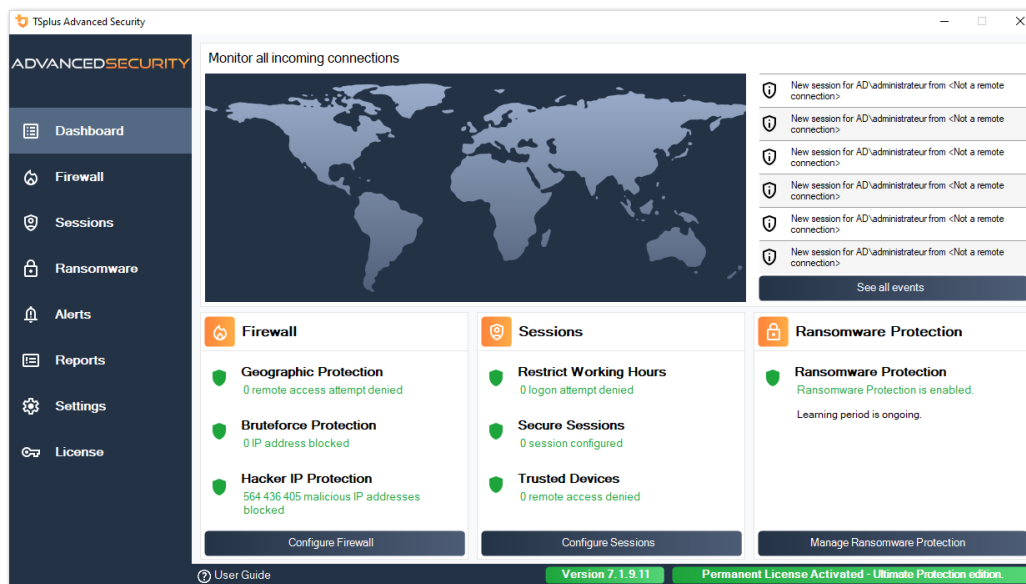 TSplus Advanced Security
ADVANCEDSECURITY
Dashboard
Firewall
Sessions
Ransomware
Alerts
Reports
Settings
License
Monitor all incoming connections
New session for AD\administrateur from <Not a remote
connection>
New session for AD\administrateur from <Not a remote
connection>
New session for AD\administrateur from <Not a remote
connection>
New session for AD\administrateur from <Not a remote
connection>
New session for AD\administrateur from <Not a remote
connection>
New session for AD\administrateur from <Not a remote
connection>
See all events
Firewall
Geographic Protection
0 remote access attempt denied
Bruteforce Protection
0 IP address blocked
Hacker IP Protection
564 436 405 malicious IP addresses
blocked
Configure Firewall
Sessions
Restrict Working Hours
0 logon attempt denied
Secure Sessions
0 session configured
Trusted Devices
0 remote access denied
Configure Sessions
Ransomware Protection
Ransomware Protection
Ransomware Protection is enabled.
Learning period is ongoing.
Manage Ransomware Protection
User Guide
Version 7.1.9.11
Permanent License Activated - Ultimate Protection edition.